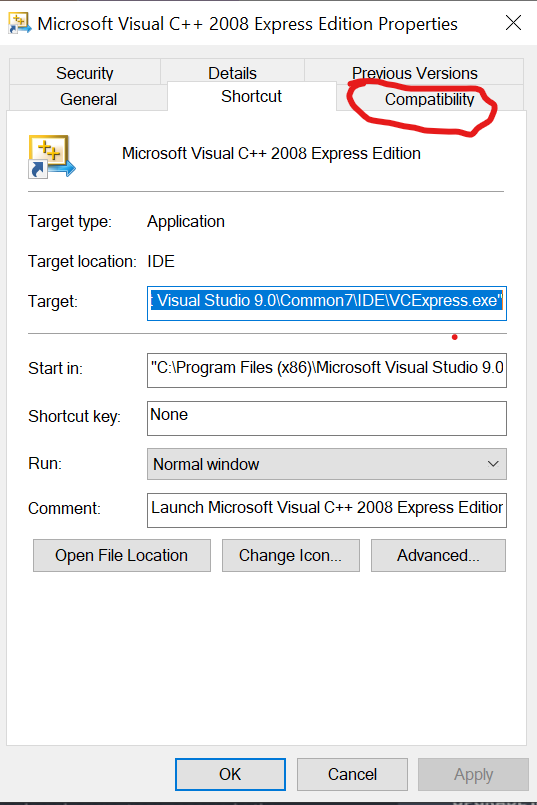 Microsoft Visual C++ 2008 Express Edition Properties
Security Details Previous Versions
General Shortcut Compatibility
Microsoft Visual C++ 2008 Express Edition
Target type: Application
Target location: IDE
Target: t Visual Studio 9.0\Common7\IDE\VCExpress.exe"
Start in: "C:\Program Files (x86)\Microsoft Visual Studio 9.0
Shortcut key: None
Run: Normal window
Comment: Launch Microsoft Visual C++ 2008 Express Edition
Open File Location Change Icon... Advanced...
OK Cancel Apply